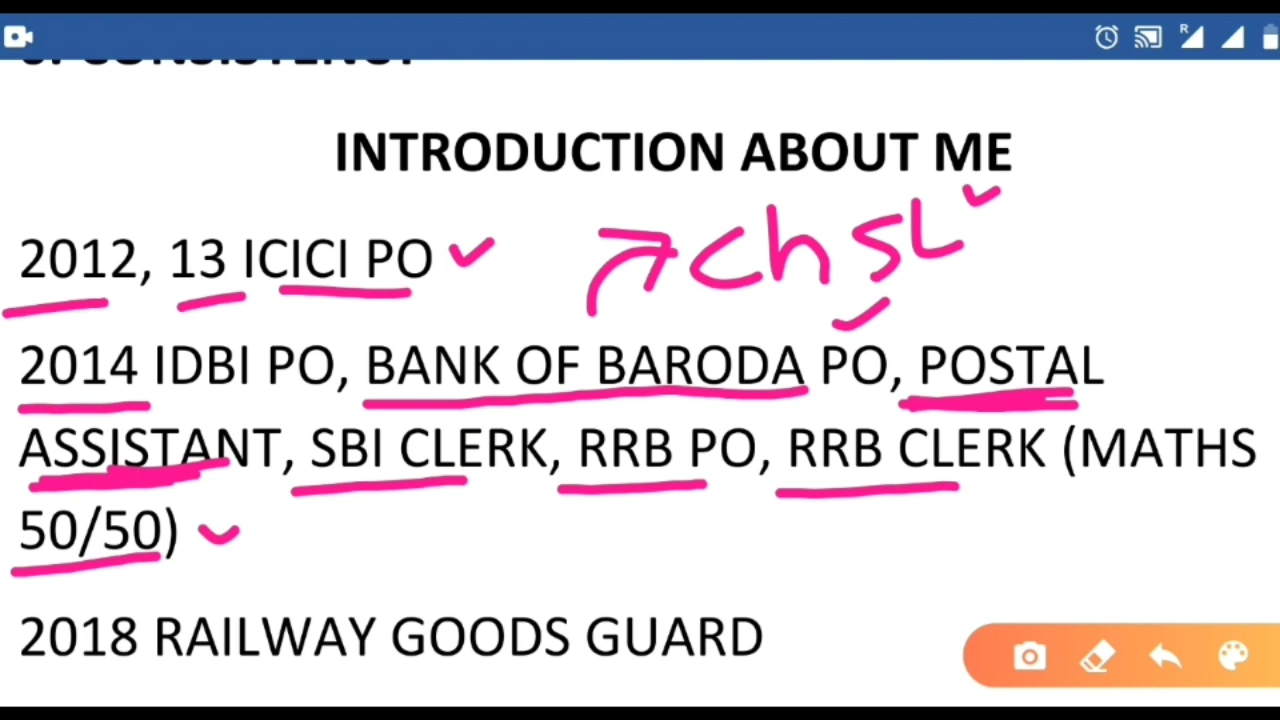 INTRODUCTION ABOUT ME
2012, 13 ICICI PO
chsL
2014 IDBI PO, BANK OF BARODA PO, POSTAL
ASSISTANT, SBI CLERK, RRB PO, RRB CLERK (MATHS
50/50)
2018 RAILWAY GOODS GUARD